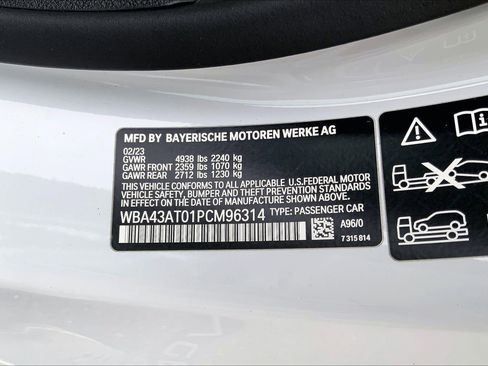 MFD BY BAYERISCHE MOTOREN WERKE AG
02/23
GVWR 4938 lbs 2240 kg
GAWR FRONT 2359 lbs 1070 kg
GAWR REAR 2712 lbs 1230 kg
THIS VEHICLE CONFORMS TO ALL APPLICABLE U.S.FEDERAL MOTOR
VEHICLE SAFETY, BUMPER AND THEFT PREVENTION STANDARDS
IN EFFECT ON THE DATE OF MANUFACTURE SHOWN ABOVE.
WBA43AT01PCM96314 TYPE: PASSENGER CAR
A96/0
7 315 814